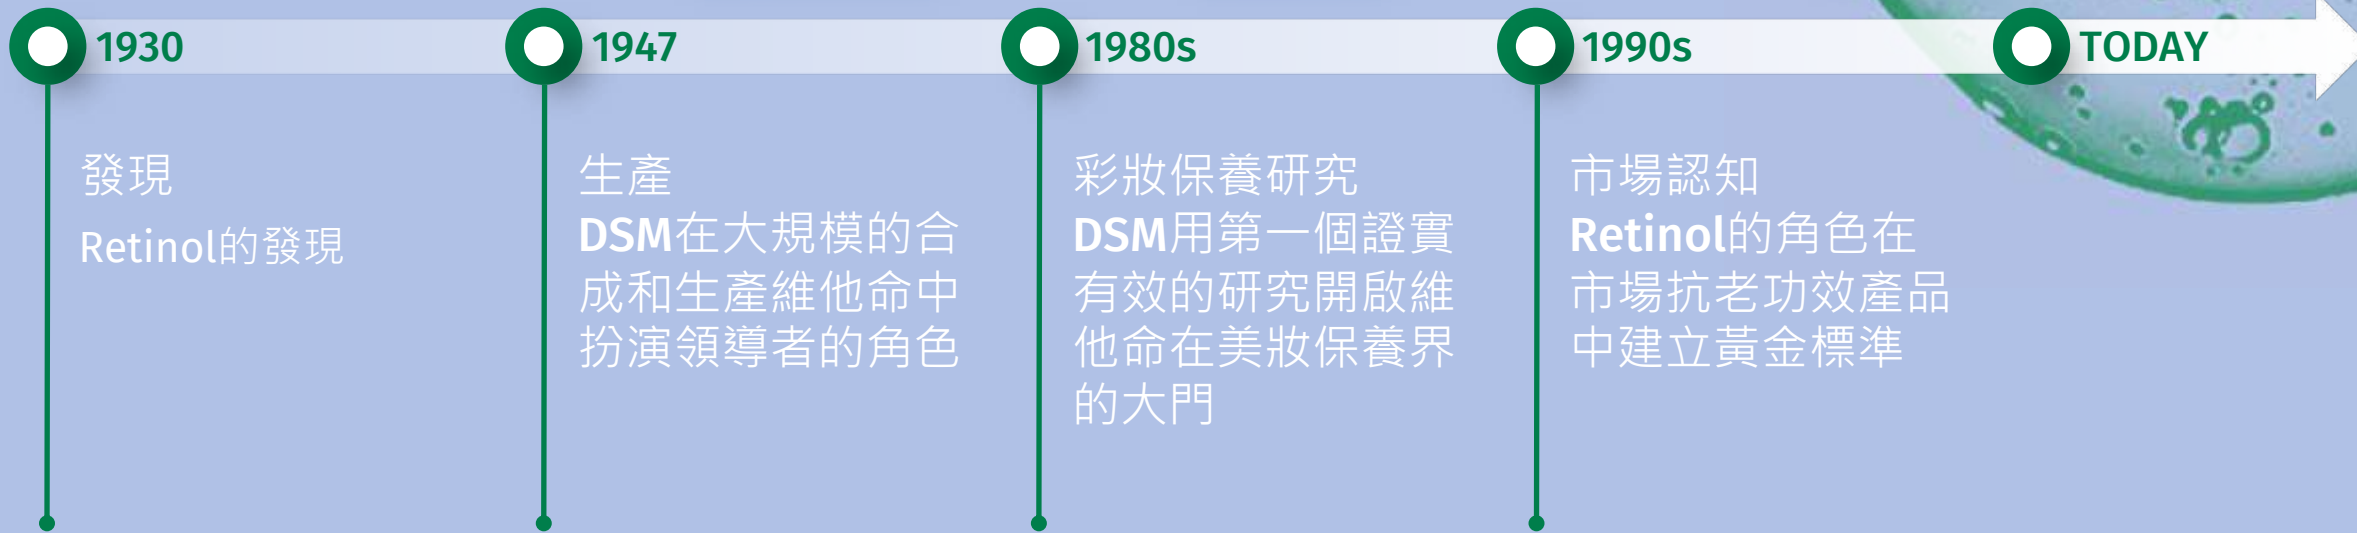 1930
發現
Retinol的發現
1947
生產
DSM在大規模的合
成和生產維他命中
扮演領導者的角色
1980s
彩妝保養研究
DSM用第一個證實
有效的研究開啟維
他命在美妝保養界
的大門
1990s
市場認知
Retinol的角色在
市場抗老功效產品
中建立黃金標準
TODAY